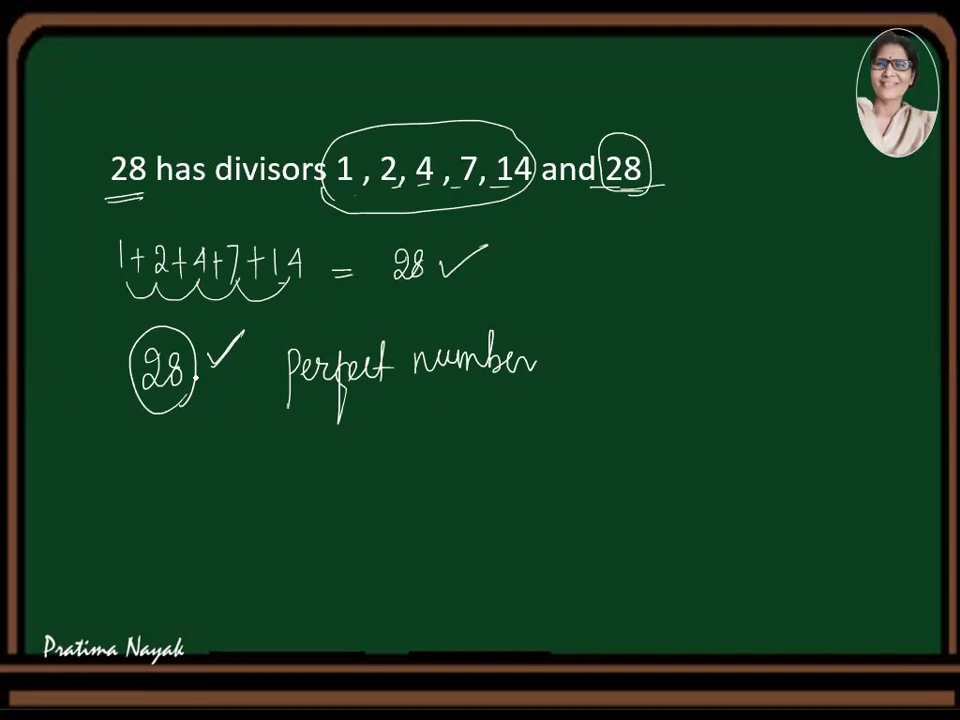 28 has divisors 1 , 2, 4 , 7, 14 and 28
1+2+4+7+14 = 28 ✓
28 ✓ perfect number
Pratima Nayak